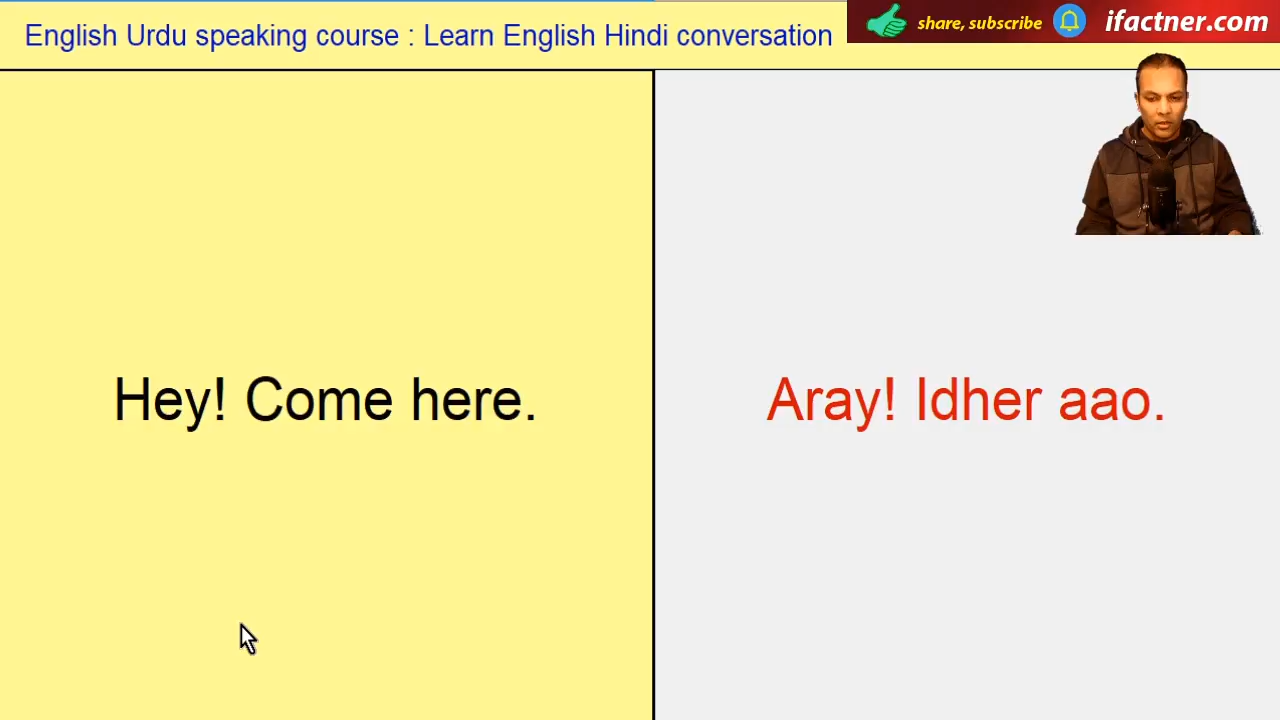 English Urdu speaking course : Learn English Hindi conversation
share, subscribe
ifactner.com
Hey! Come here.
Aray! Idher aao.